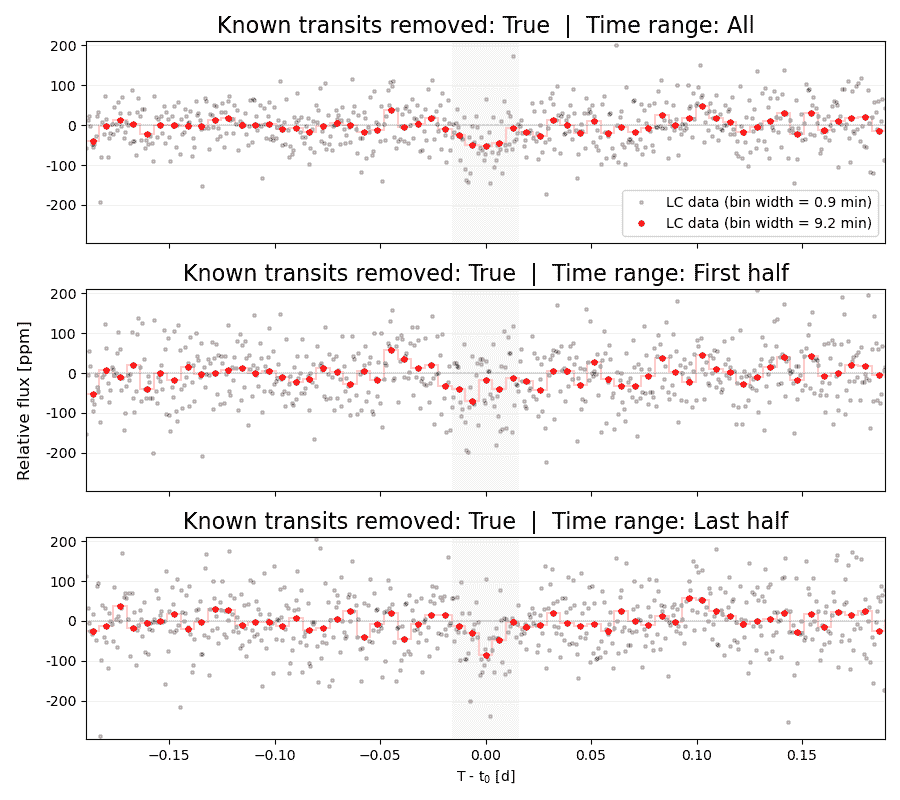 Known transits removed: True | Time range: All
200
100
0
-100
-200
LC data (bin width = 0.9 min)
LC data (bin width = 9.2 min)
Known transits removed: True | Time range: First half
200
100
0
-100
-200
Relative flux [ppm]
Known transits removed: True | Time range: Last half
200
100
0
-100
-200
−0.15 −0.10 −0.05 0.00 0.05 0.10 0.15
T - t₀ [d]